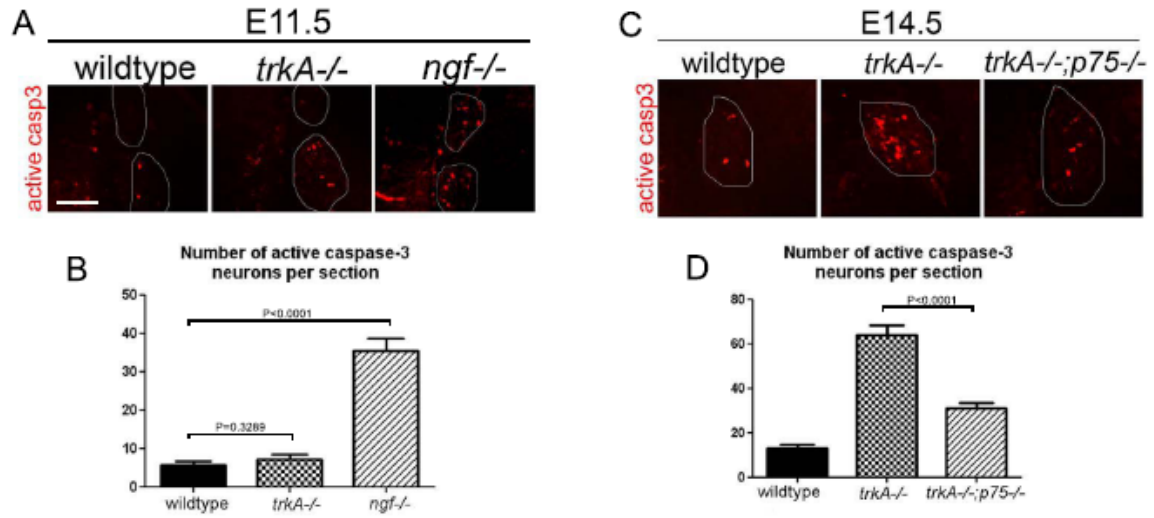 A
E11.5
wildtype trkA-/- ngf-/-
active casp3
B
Number of active caspase-3
neurons per section
50
40
30
20
10
0
P<0.0001
P=0.3289
wildtype trkA-/- ngf-/-
C
E14.5
wildtype trkA-/- trkA-/-;p75-/-
active casp3
D
Number of active caspase-3
neurons per section
80
60
40
20
0
P<0.0001
wildtype trkA-/- trkA-/-;p75-/-